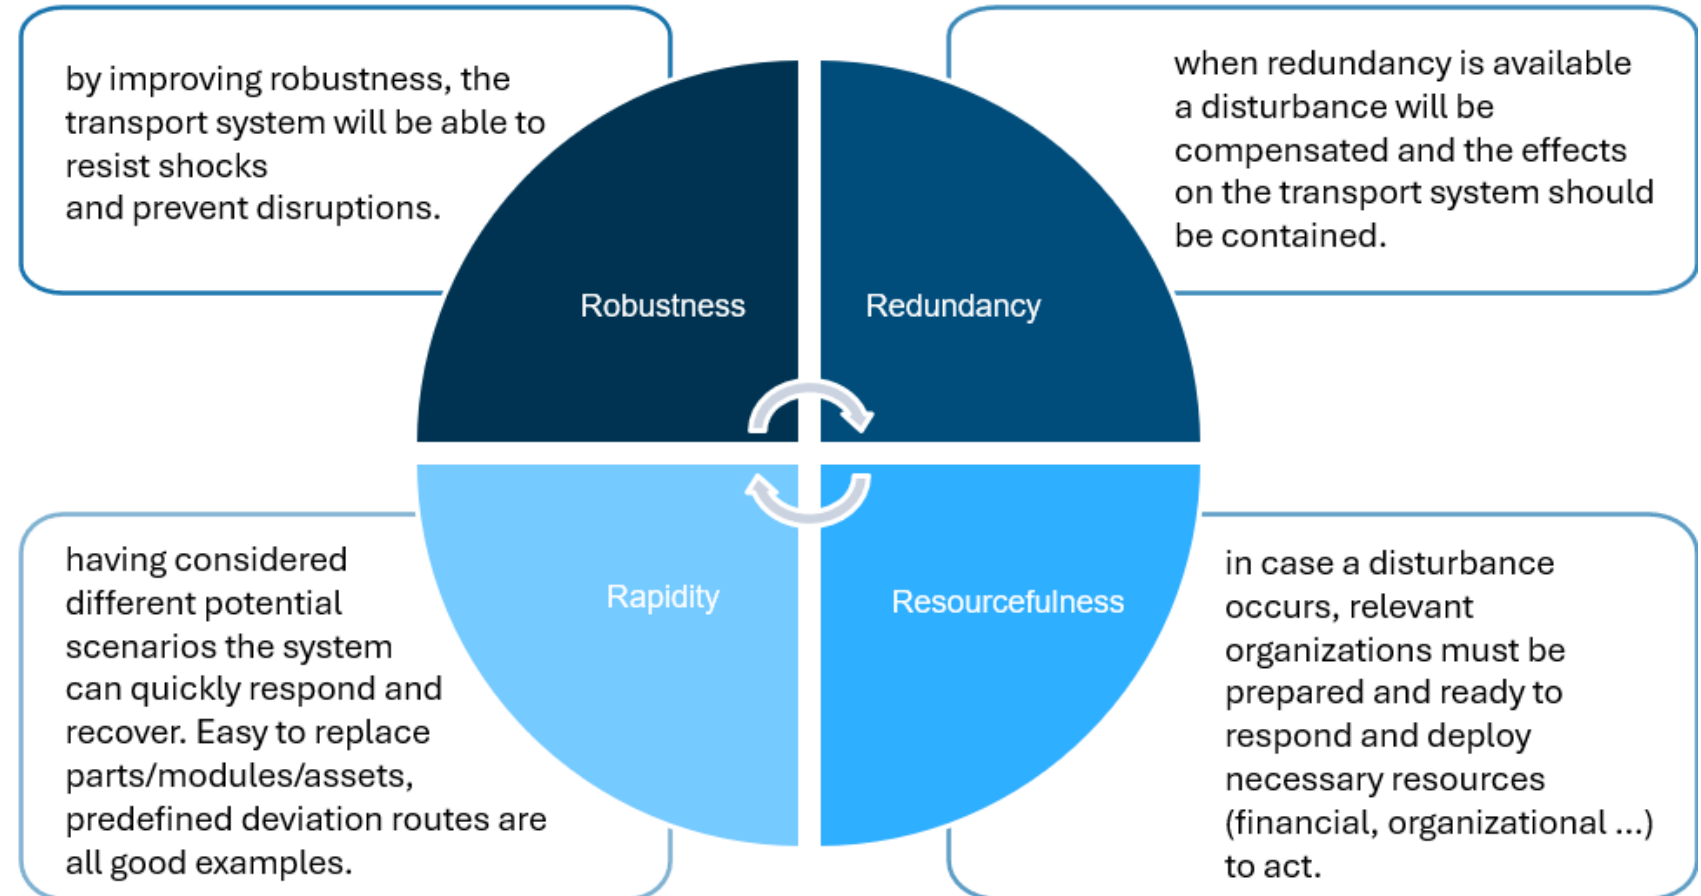 by improving robustness, the
transport system will be able to
resist shocks
and prevent disruptions.
when redundancy is available
a disturbance will be
compensated and the effects
on the transport system should
be contained.
Robustness
Redundancy
Rapidity
Resourcefulness
having considered
different potential
scenarios the system
can quickly respond and
recover. Easy to replace
parts/modules/assets,
predefined deviation routes are
all good examples.
in case a disturbance
occurs, relevant
organizations must be
prepared and ready to
respond and deploy
necessary resources
(financial, organizational ...)
to act.